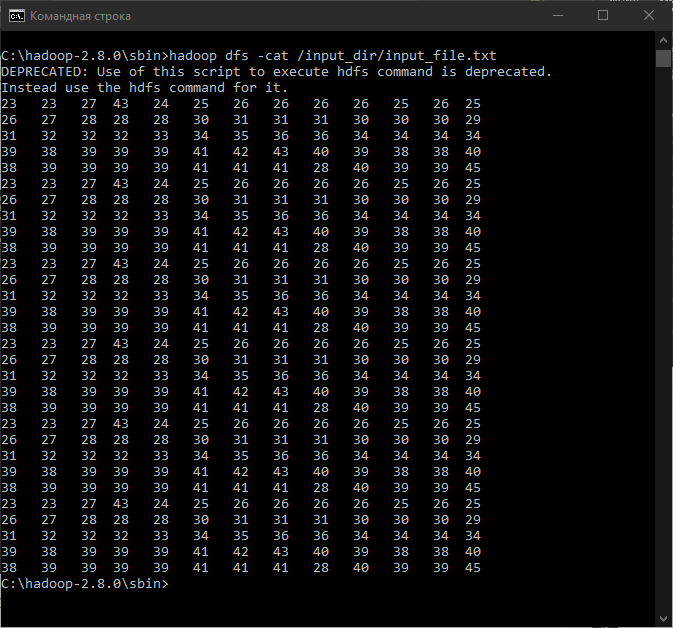 Командная строка
C:\hadoop-2.8.0\sbin>hadoop dfs -cat /input_dir/input_file.txt
DEPRECATED: Use of this script to execute hdfs command is deprecated.
Instead use the hdfs command for it.
23 23 27 43 24 25 26 26 26 26 25 26 25
26 27 28 28 28 30 31 31 31 30 30 30 29
31 32 32 32 33 34 35 36 36 34 34 34 34
39 38 39 39 39 41 42 43 40 39 38 38 40
38 39 39 39 39 41 41 41 28 40 39 39 45
23 23 27 43 24 25 26 26 26 26 25 26 25
26 27 28 28 28 30 31 31 31 30 30 30 29
31 32 32 32 33 34 35 36 36 34 34 34 34
39 38 39 39 39 41 42 43 40 39 38 38 40
38 39 39 39 39 41 41 41 28 40 39 39 45
23 23 27 43 24 25 26 26 26 26 25 26 25
26 27 28 28 28 30 31 31 31 30 30 30 29
31 32 32 32 33 34 35 36 36 34 34 34 34
39 38 39 39 39 41 42 43 40 39 38 38 40
38 39 39 39 39 41 41 41 28 40 39 39 45
23 23 27 43 24 25 26 26 26 26 25 26 25
26 27 28 28 28 30 31 31 31 30 30 30 29
31 32 32 32 33 34 35 36 36 34 34 34 34
39 38 39 39 39 41 42 43 40 39 38 38 40
38 39 39 39 39 41 41 41 28 40 39 39 45
23 23 27 43 24 25 26 26 26 26 25 26 25
26 27 28 28 28 30 31 31 31 30 30 30 29
31 32 32 32 33 34 35 36 36 34 34 34 34
39 38 39 39 39 41 42 43 40 39 38 38 40
38 39 39 39 39 41 41 41 28 40 39 39 45
23 23 27 43 24 25 26 26 26 26 25 26 25
26 27 28 28 28 30 31 31 31 30 30 30 29
31 32 32 32 33 34 35 36 36 34 34 34 34
39 38 39 39 39 41 42 43 40 39 38 38 40
38 39 39 39 39 41 41 41 28 40 39 39 45
C:\hadoop-2.8.0\sbin>